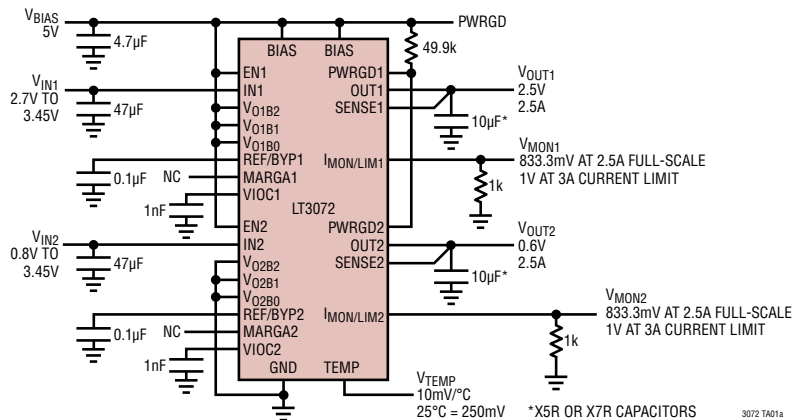 VBIAS
5V
4.7µF
PWRGD
49.9k
BIAS BIAS
EN1
IN1
VO1B2
VO1B1
VO1B0
REF/BYP1
MARGA1
VIOC1
EN2
IN2
VO2B2
VO2B1
VO2B0
REF/BYP2
MARGA2
VIOC2
GND
TEMP
LT3072
PWRGD1
OUT1
SENSE1
IMON/LIM1
PWRGD2
OUT2
SENSE2
IMON/LIM2
VIN1
2.7V TO
3.45V
47µF
0.1µF
NC
1nF
VIN2
0.8V TO
3.45V
47µF
0.1µF
NC
1nF
VOUT1
2.5V
2.5A
10µF*
VMON1
833.3mV AT 2.5A FULL-SCALE
1V AT 3A CURRENT LIMIT
1k
VOUT2
0.6V
2.5A
10µF*
VMON2
833.3mV AT 2.5A FULL-SCALE
1V AT 3A CURRENT LIMIT
1k
VTEMP
10mV/°C
25°C = 250mV
*X5R OR X7R CAPACITORS
3072 TA01a